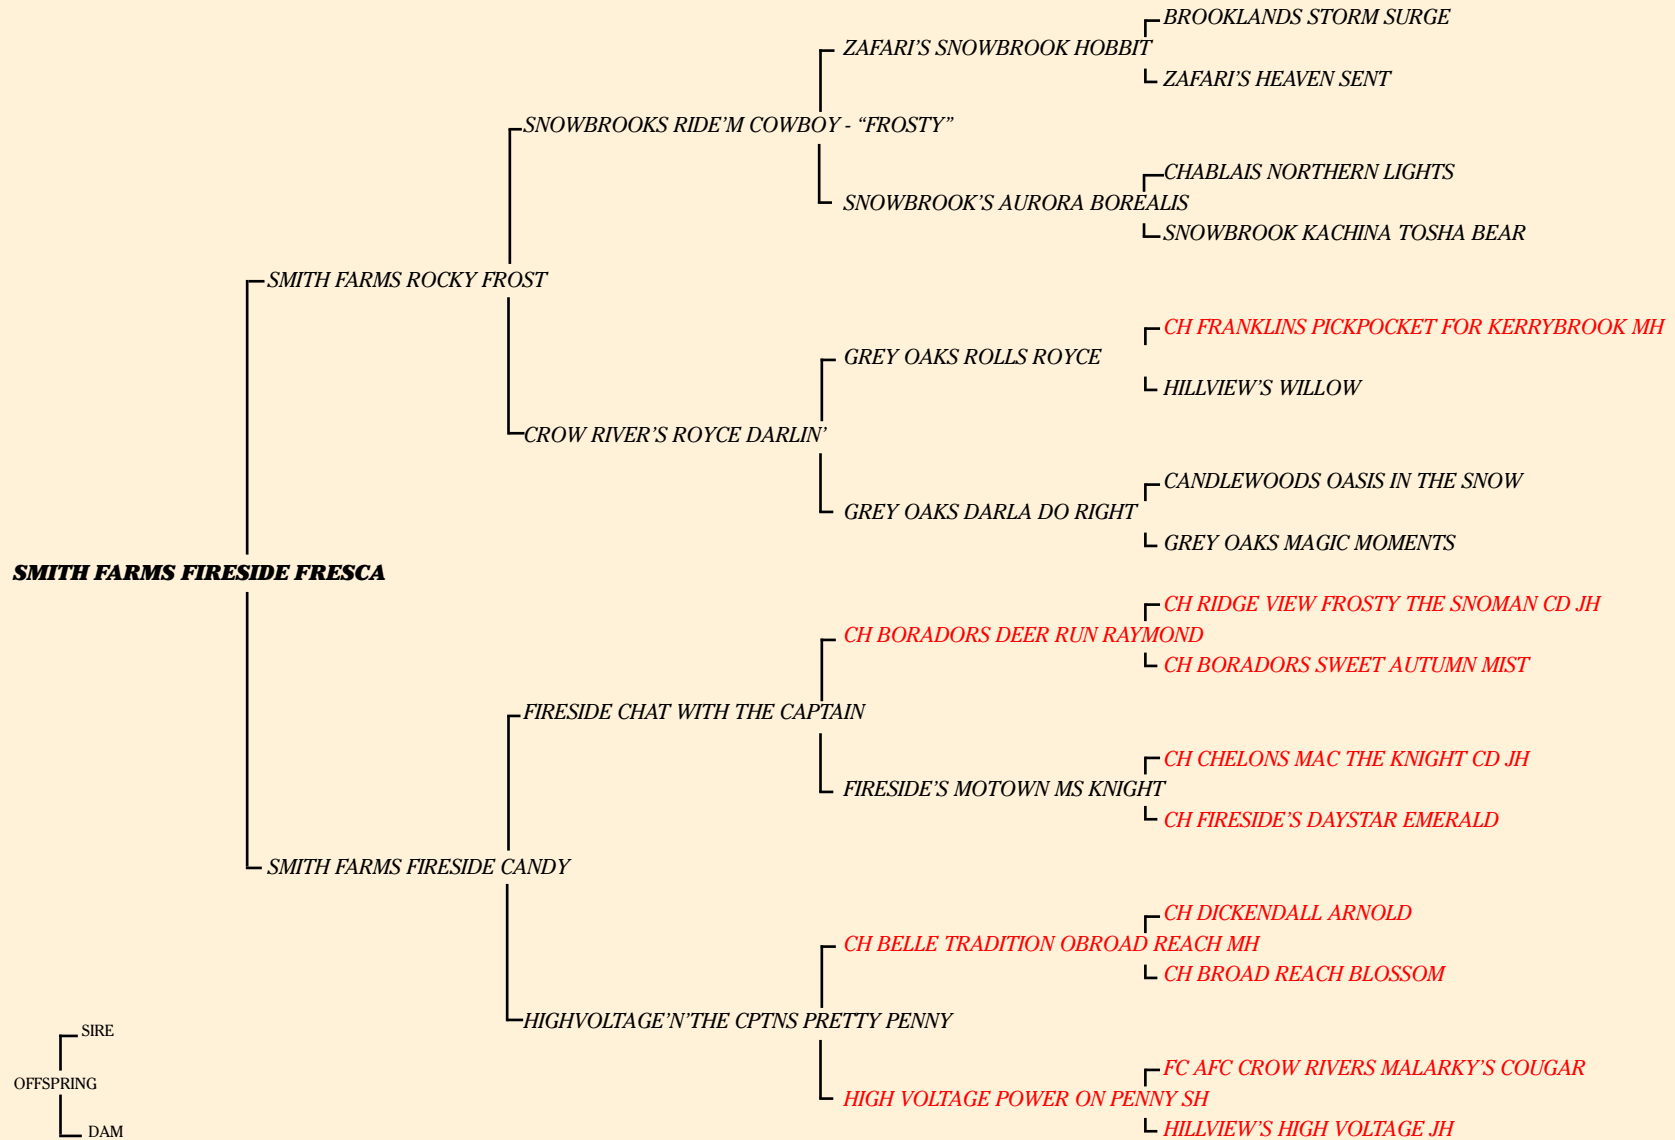 BROOKLANDS STORM SURGE
ZAFARI’S SNOWBROOK HOBBIT
ZAFARI’S HEAVEN SENT
SNOWBROOKS RIDE’M COWBOY - “FROSTY”
CHABLAIS NORTHERN LIGHTS
SNOWBROOK’S AURORA BOREALIS
SNOWBROOK KACHINA TOSHA BEAR
SMITH FARMS ROCKY FROST
CH FRANKLINS PICKPOCKET FOR KERRYBROOK MH
GREY OAKS ROLLS ROYCE
HILLVIEW’S WILLOW
CROW RIVER’S ROYCE DARLIN’
CANDLEWOODS OASIS IN THE SNOW
GREY OAKS DARLA DO RIGHT
GREY OAKS MAGIC MOMENTS
SMITH FARMS FIRESIDE FRESCA
CH RIDGE VIEW FROSTY THE SNOMAN CD JH
CH BORADORS DEER RUN RAYMOND
CH BORADORS SWEET AUTUMN MIST
FIRESIDE CHAT WITH THE CAPTAIN
CH CHELONS MAC THE KNIGHT CD JH
FIRESIDE’S MOTOWN MS KNIGHT
CH FIRESIDE’S DAYSTAR EMERALD
SMITH FARMS FIRESIDE CANDY
CH DICKENDALL ARNOLD
CH BELLE TRADITION OBROAD REACH MH
CH BROAD REACH BLOSSOM
HIGHVOLTAGE’N’THE CPTNS PRETTY PENNY
FC AFC CROW RIVERS MALARKY’S COUGAR
HIGH VOLTAGE POWER ON PENNY SH
HILLVIEW’S HIGH VOLTAGE JH
SIRE
OFFSPRING
DAM